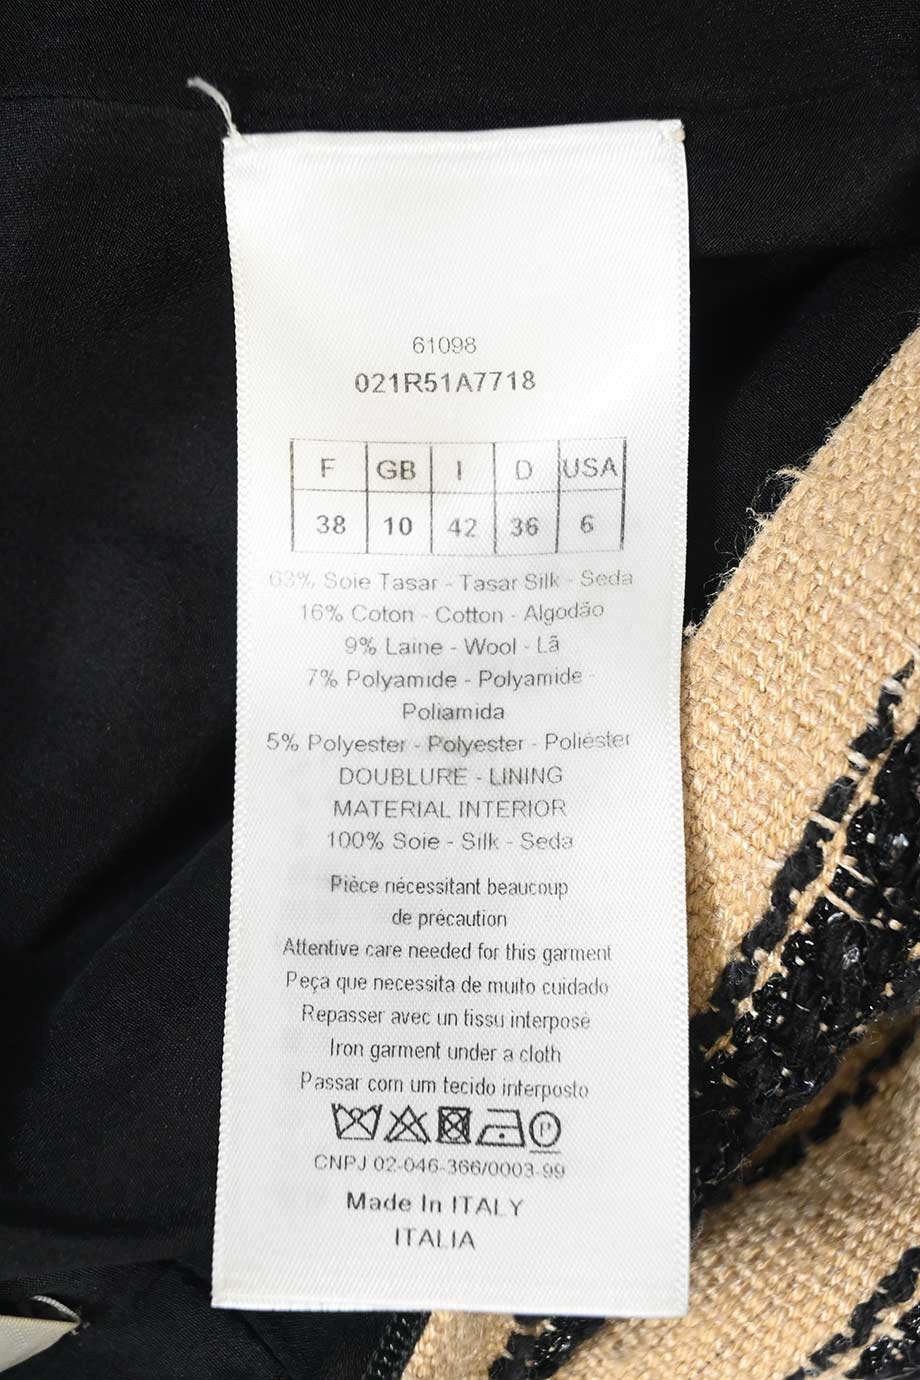 61098
021R51A7718
F GB I D USA
38 10 42 36 6
63% Soie Tasar - Tasar Silk - Seda
16% Coton - Cotton - Algodão
9% Laine - Wool - Lã
7% Polyamide - Polyamide -
Poliamida
5% Polyester - Polyester - Poliéster
DOUBLURE - LINING
MATERIAL INTERIOR
100% Soie - Silk - Seda
Pièce nécessitant beaucoup
de précaution
Attentive care needed for this garment
Peça que necessita de muito cuidado
Repasser avec un tissu interposé
Iron garment under a cloth
Passar com um tecido interposto
P
CNPJ 02-046-366/0003-99
Made In ITALY
ITALIA